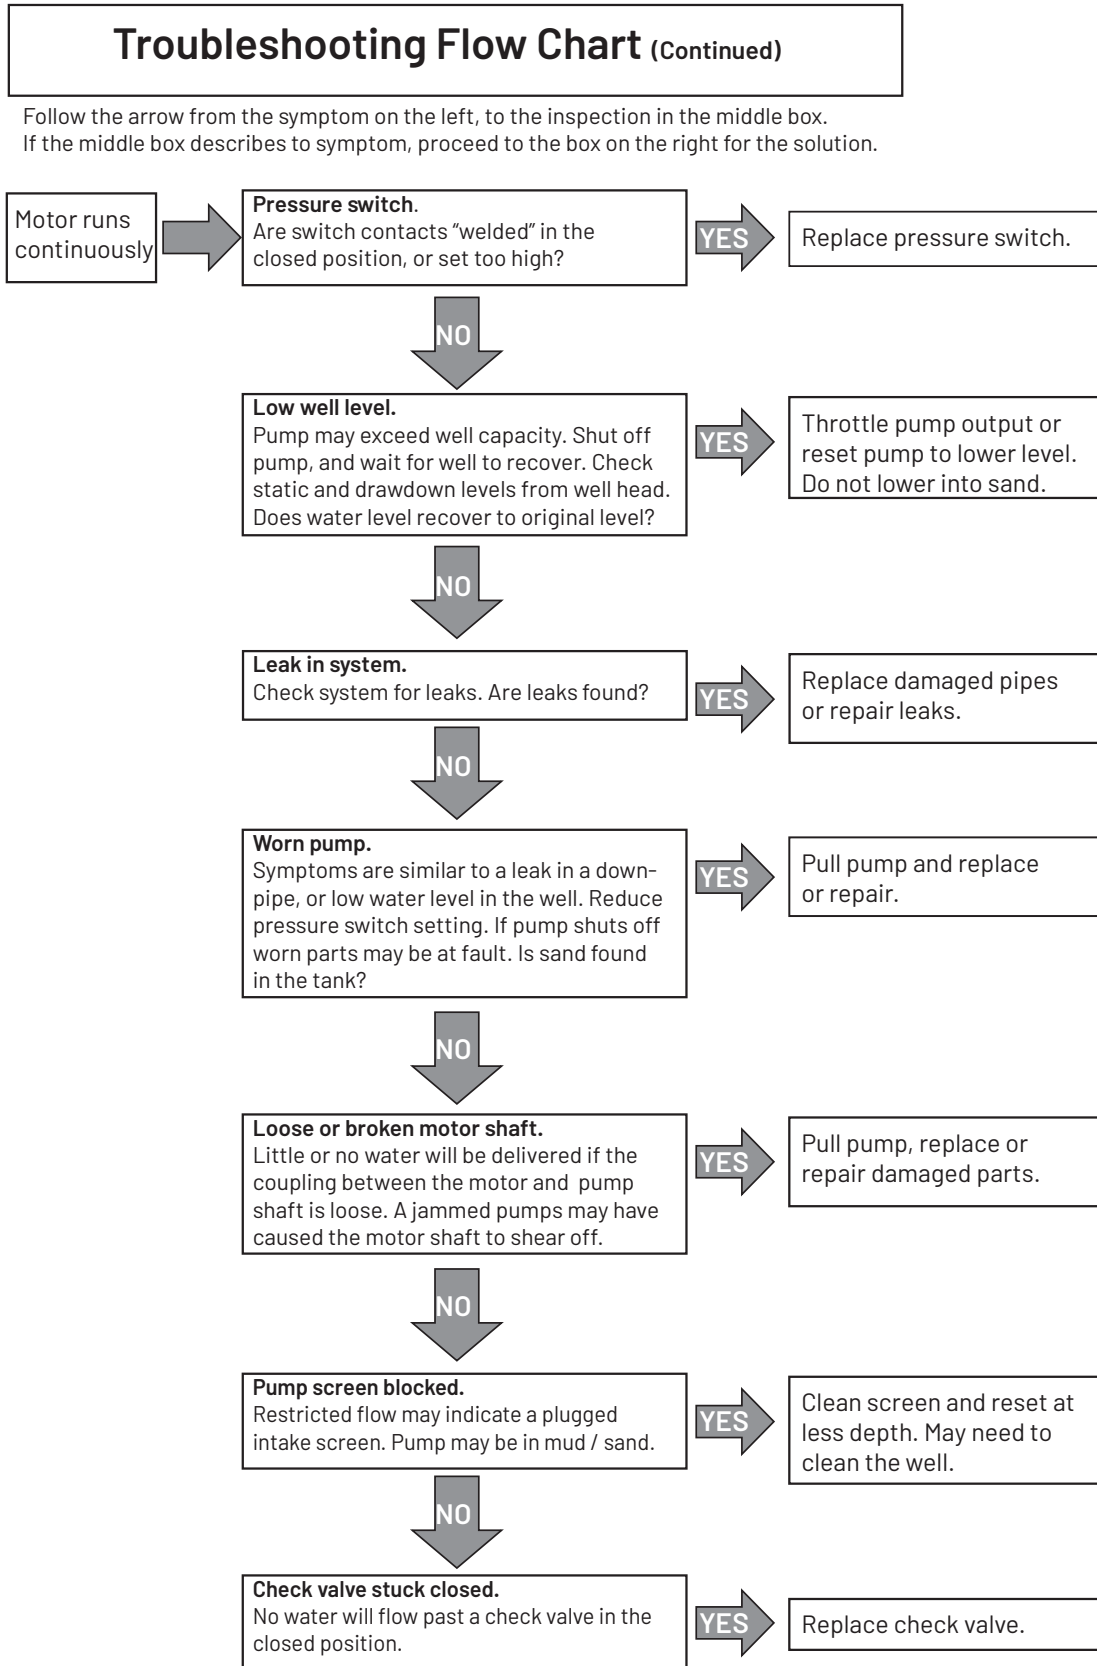 Troubleshooting Flow Chart (Continued)
Follow the arrow from the symptom on the left, to the inspection in the middle box.
If the middle box describes to symptom, proceed to the box on the right for the solution.
Motor runs
continuously
Pressure switch.
Are switch contacts “welded” in the
closed position, or set too high?
YES
Replace pressure switch.
NO
Low well level.
Pump may exceed well capacity. Shut off
pump, and wait for well to recover. Check
static and drawdown levels from well head.
Does water level recover to original level?
YES
Throttle pump output or
reset pump to lower level.
Do not lower into sand.
NO
Leak in system.
Check system for leaks. Are leaks found?
YES
Replace damaged pipes
or repair leaks.
NO
Worn pump.
Symptoms are similar to a leak in a down-
pipe, or low water level in the well. Reduce
pressure switch setting. If pump shuts off
worn parts may be at fault. Is sand found
in the tank?
YES
Pull pump and replace
or repair.
NO
Loose or broken motor shaft.
Little or no water will be delivered if the
coupling between the motor and pump
shaft is loose. A jammed pumps may have
caused the motor shaft to shear off.
YES
Pull pump, replace or
repair damaged parts.
NO
Pump screen blocked.
Restricted flow may indicate a plugged
intake screen. Pump may be in mud / sand.
YES
Clean screen and reset at
less depth. May need to
clean the well.
NO
Check valve stuck closed.
No water will flow past a check valve in the
closed position.
YES
Replace check valve.